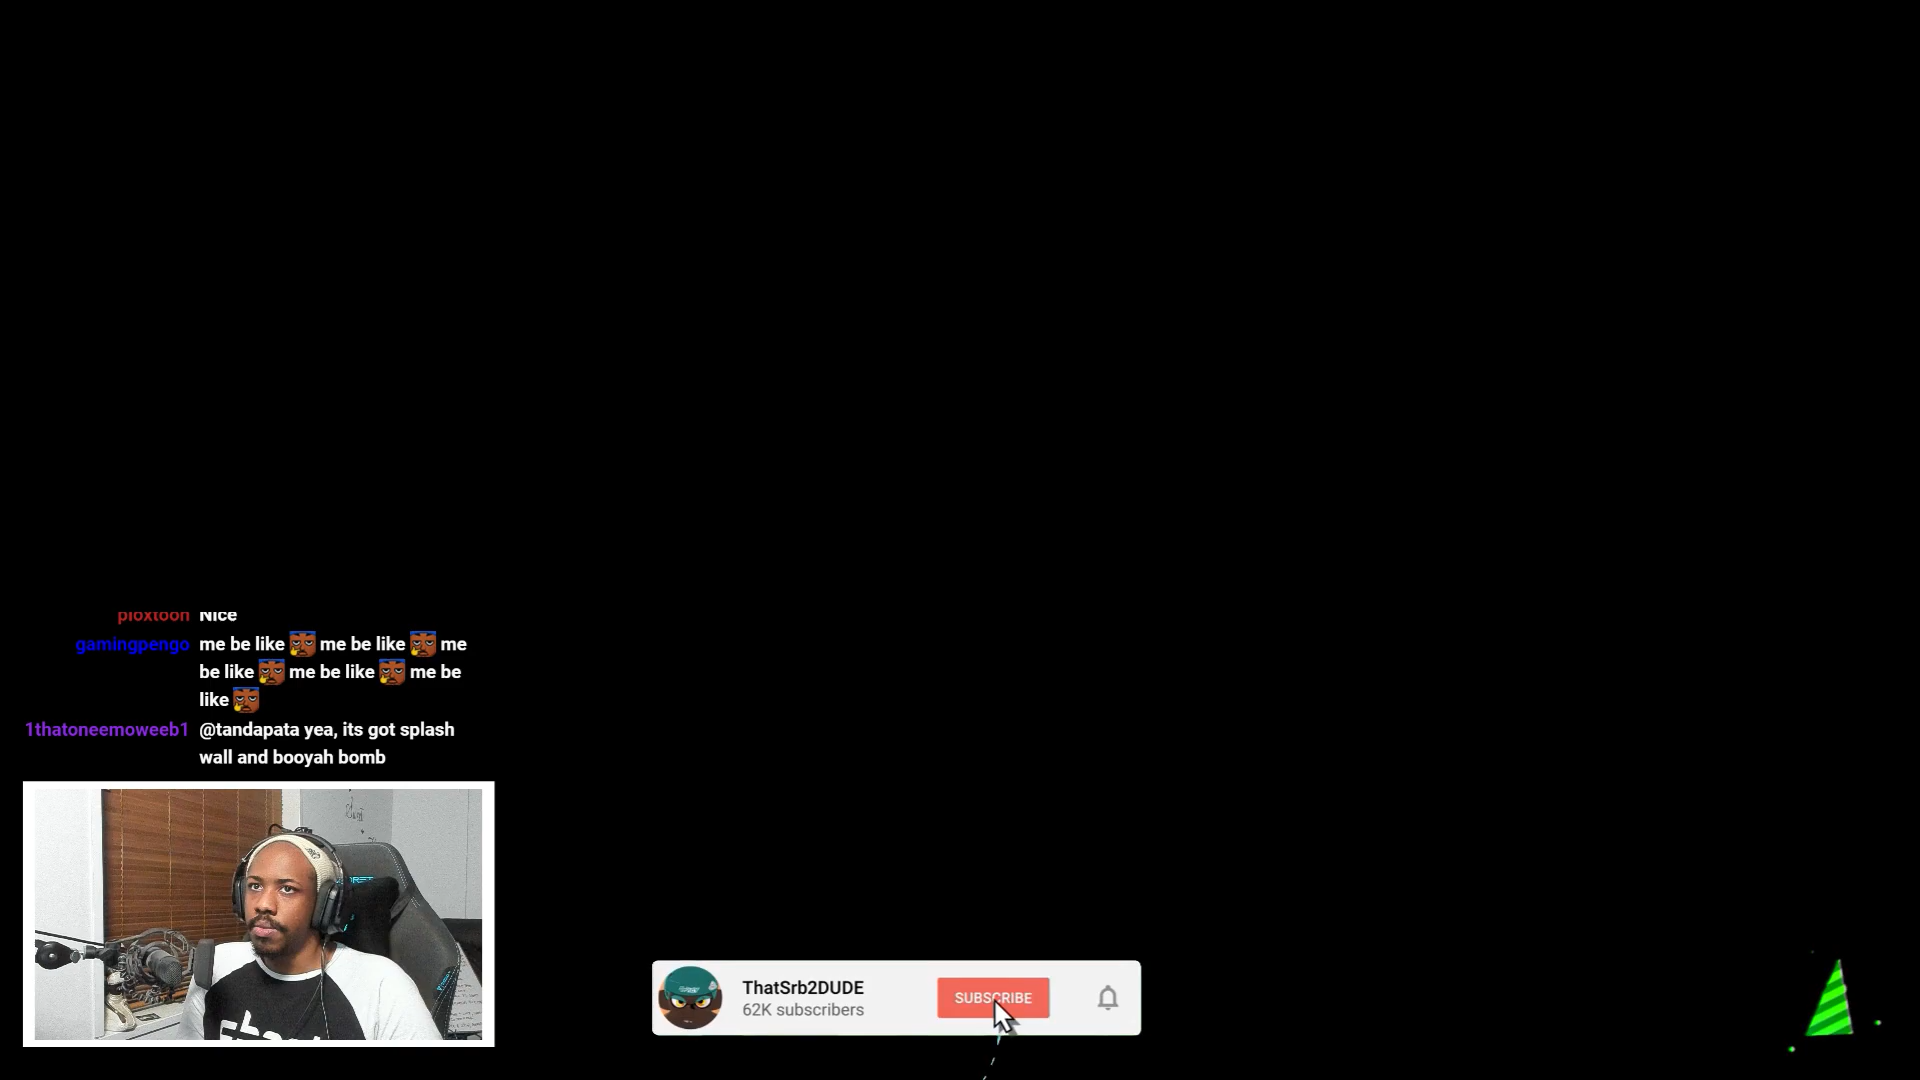 pioxtoon Nice
gamingpengo me be like me be like me
be like me be like me be
like
1thatoneemoweeb1 @tandapata yea, its got splash
wall and booyah bomb
ThatSrb2DUDE
62K subscribers
SUBSCRIBE